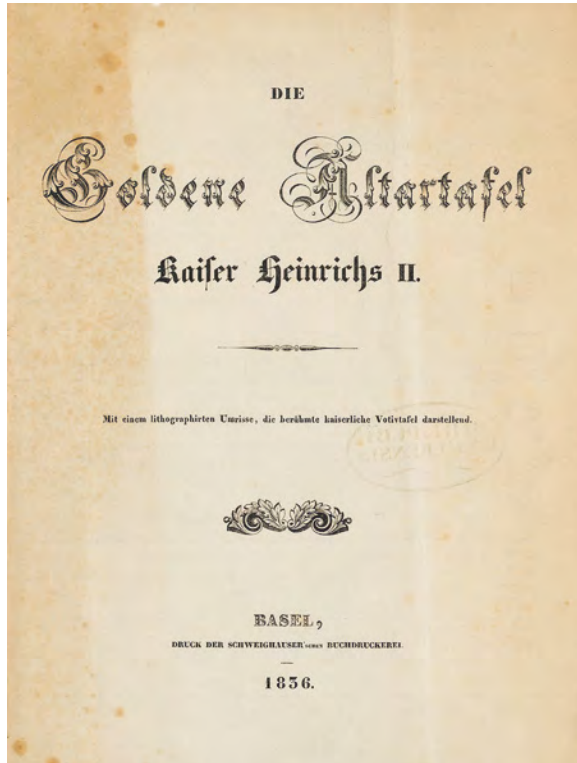 DIE
Goldene Altartafel
Kaiser Heinrichs II.
Mit einem lithographirten Umrisse, die berühmte kaiserliche Votivtafel darstellend.
BASEL,
DRUCK DER SCHWEIGHAUSER'schen BUCHDRUCKEREI.
1836.